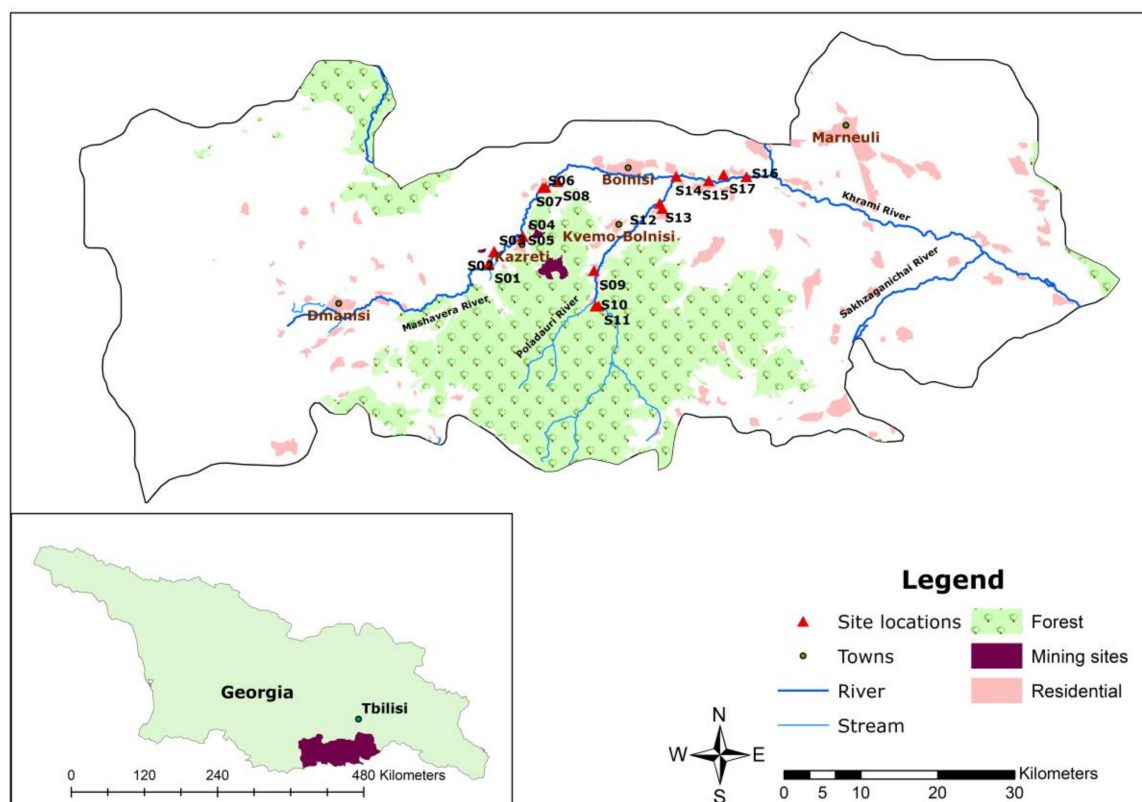 Marneuli
Bolnisi
S16
S06
S14
S17
S07
S08
S15
Khrami River
S12
S13
S04
Kvemo-Bolnisi
S03
S05
Kazreti
S02
S01
S09
Sakhzaganichai River
Dmanisi
Mashavera River
S10
Poladauri River
S11
Georgia
Tbilisi
0 120 240 480 Kilometers
Legend
Site locations
Towns
River
Stream
Forest
Mining sites
Residential
N
W E
S
Kilometers
0 5 10 20 30